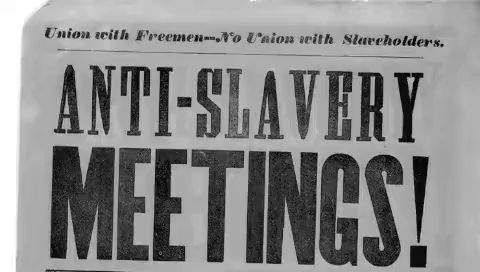 Union with Freemen--No Union with Slaveholders.
ANTI-SLAVERY
MEETINGS!